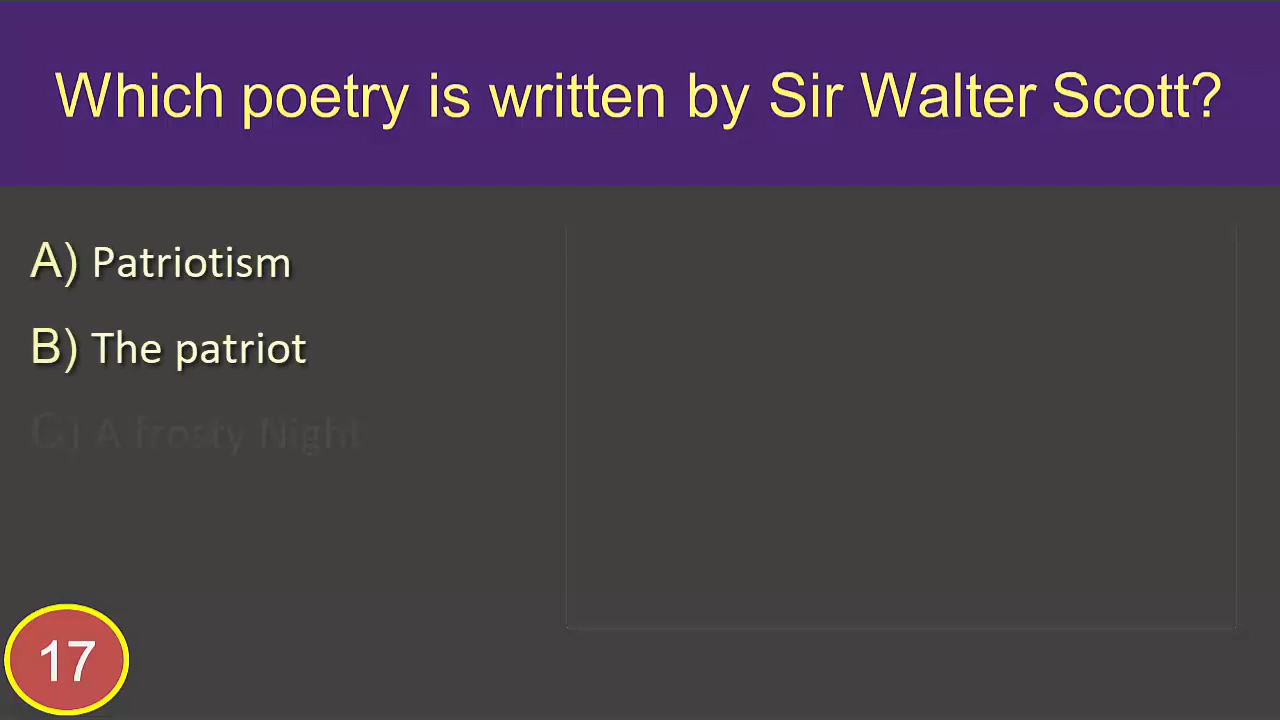 Which poetry is written by Sir Walter Scott?
A) Patriotism
B) The patriot
C) A frosty Night
17